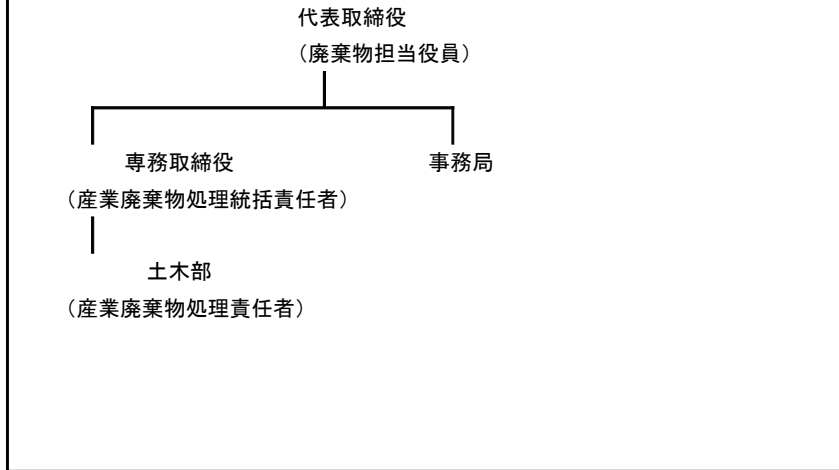 代表取締役
（廃棄物担当役員）
専務取締役
事務局
（産業廃棄物処理統括責任者）
土木部
（産業廃棄物処理責任者）